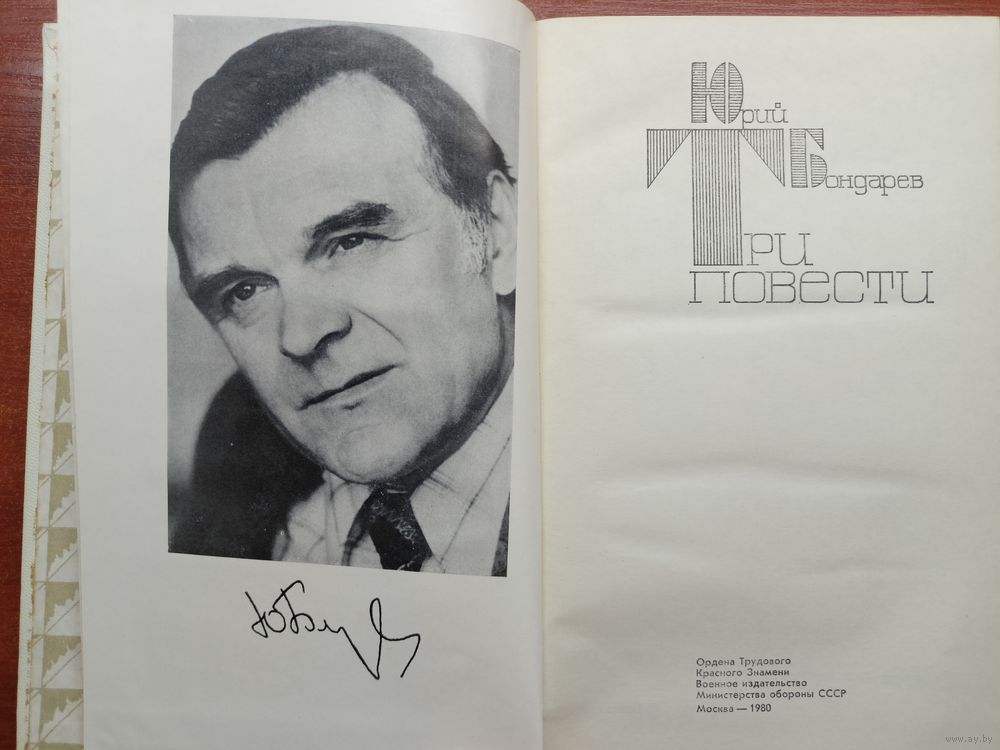 Юрий
Бондарев
Три
повести
Ордена Трудового
Красного Знамени
Военное издательство
Министерства обороны СССР
Москва — 1980
www.ay.by